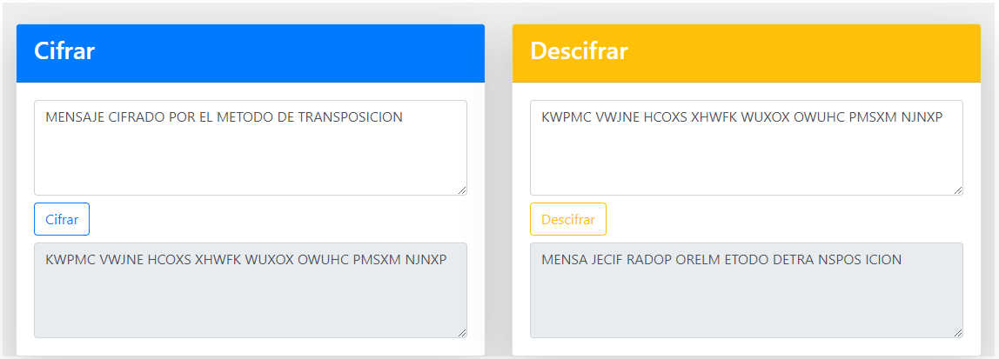 Cifrar
MENSAJE CIFRADO POR EL METODO DE TRANSPOSICION
Cifrar
KWPMC VWJNE HCOXS XHWFK WUXOX OWUHC PMSXM NJNXP
Descifrar
KWPMC VWJNE HCOXS XHWFK WUXOX OWUHC PMSXM NJNXP
Descifrar
MENSA JECIF RADOP ORELM ETODO DETRA NSPOS ICION